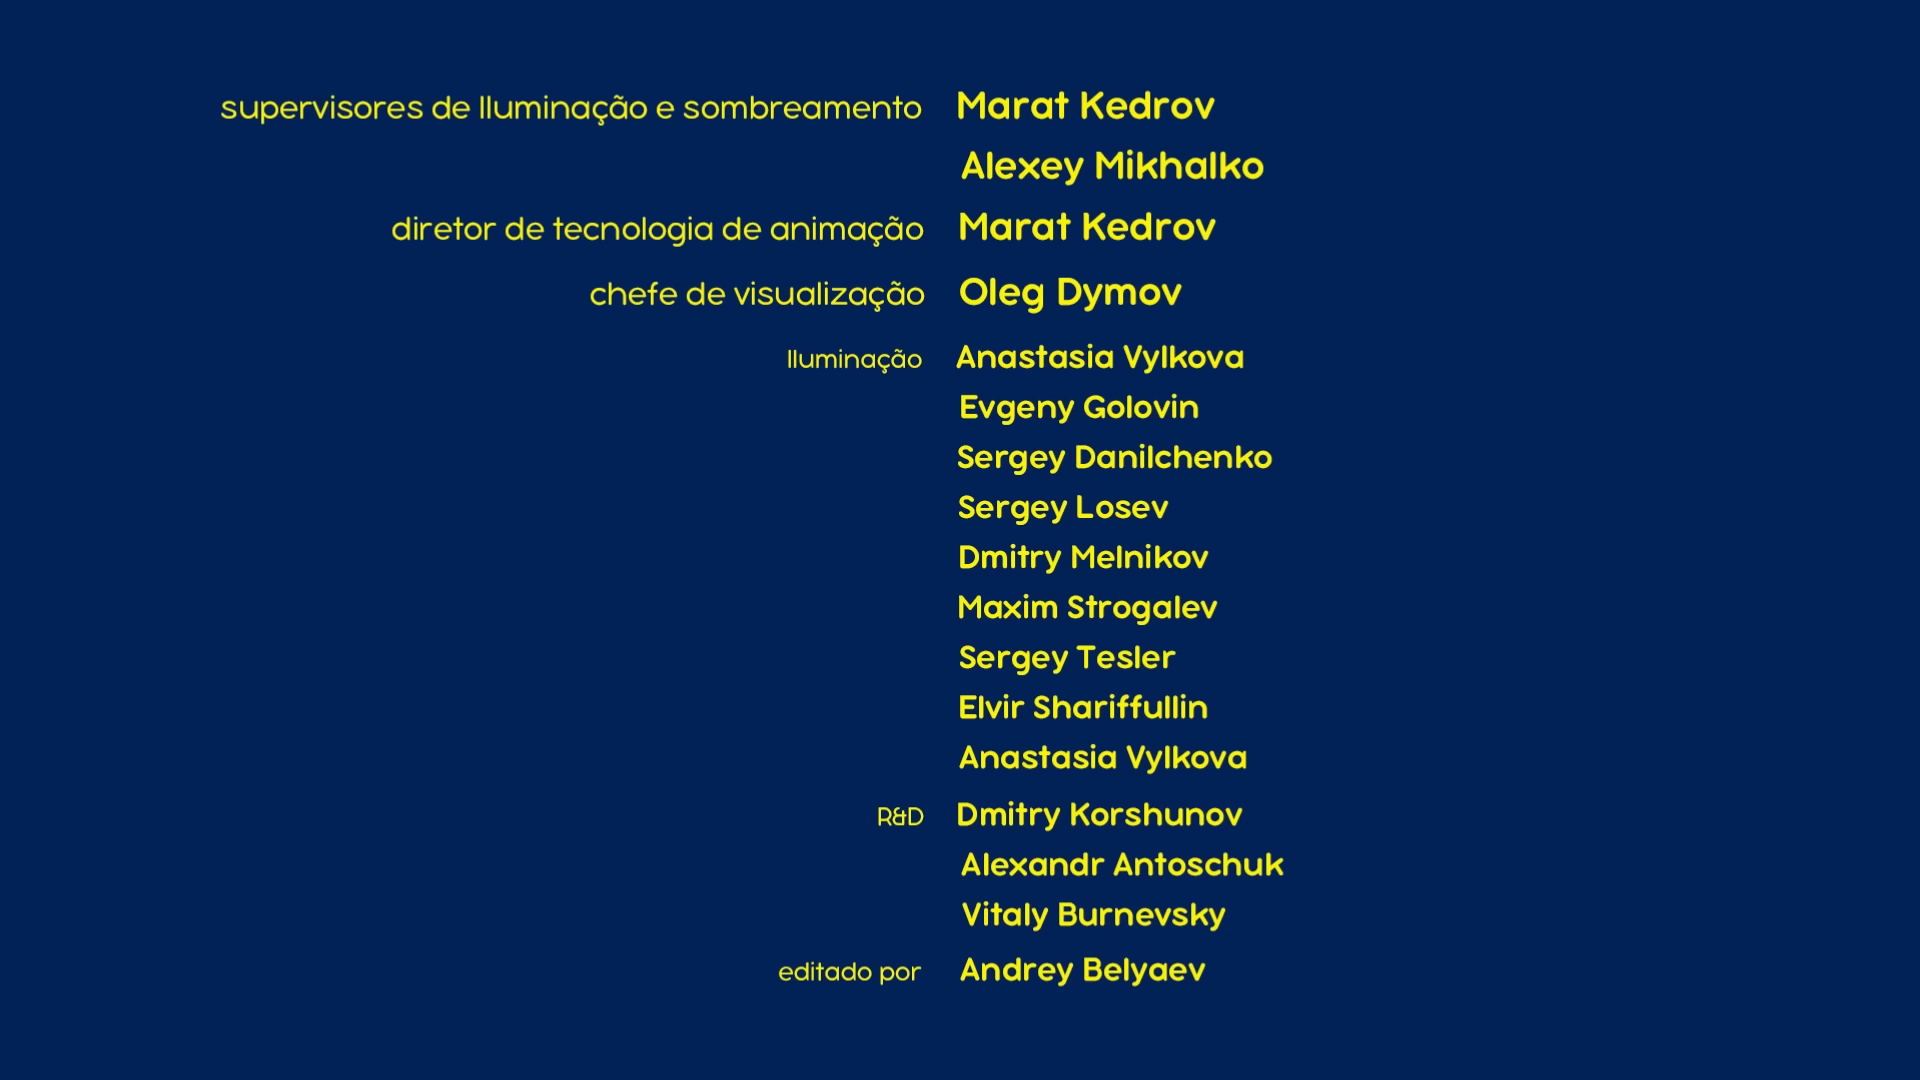 supervisores de Iluminação e sombreamento Marat Kedrov
Alexey Mikhalko
diretor de tecnologia de animação Marat Kedrov
chefe de visualização Oleg Dymov
Iluminação Anastasia Vylkova
Evgeny Golovin
Sergey Danilchenko
Sergey Losev
Dmitry Melnikov
Maxim Strogalev
Sergey Tesler
Elvir Shariffullin
Anastasia Vylkova
R&D Dmitry Korshunov
Alexandr Antoschuk
Vitaly Burnevsky
editado por Andrey Belyaev